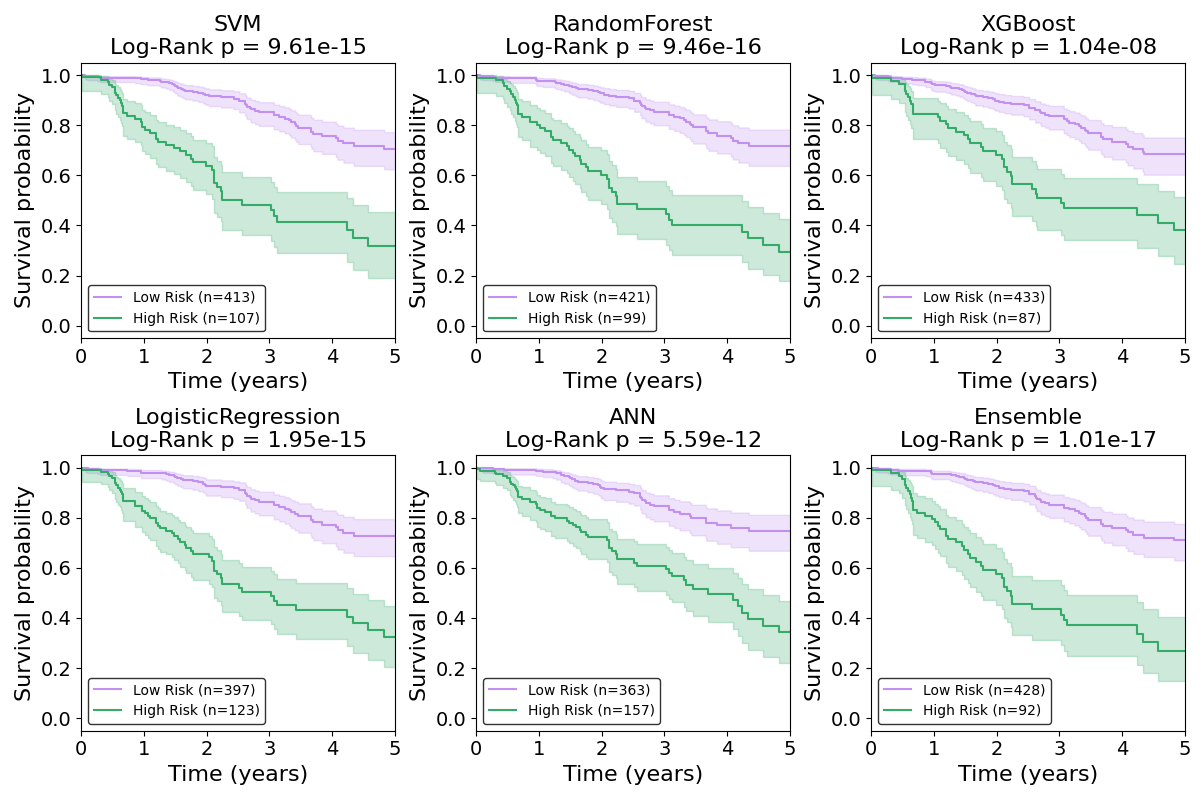 SVM
Log-Rank p = 9.61e-15
Survival probability
1.0
0.8
0.6
0.4
0.2
0.0
Low Risk (n=413)
High Risk (n=107)
0 1 2 3 4 5
Time (years)
RandomForest
Log-Rank p = 9.46e-16
Survival probability
1.0
0.8
0.6
0.4
0.2
0.0
Low Risk (n=421)
High Risk (n=99)
0 1 2 3 4 5
Time (years)
XGBoost
Log-Rank p = 1.04e-08
Survival probability
1.0
0.8
0.6
0.4
0.2
0.0
Low Risk (n=433)
High Risk (n=87)
0 1 2 3 4 5
Time (years)
LogisticRegression
Log-Rank p = 1.95e-15
Survival probability
1.0
0.8
0.6
0.4
0.2
0.0
Low Risk (n=397)
High Risk (n=123)
0 1 2 3 4 5
Time (years)
ANN
Log-Rank p = 5.59e-12
Survival probability
1.0
0.8
0.6
0.4
0.2
0.0
Low Risk (n=363)
High Risk (n=157)
0 1 2 3 4 5
Time (years)
Ensemble
Log-Rank p = 1.01e-17
Survival probability
1.0
0.8
0.6
0.4
0.2
0.0
Low Risk (n=428)
High Risk (n=92)
0 1 2 3 4 5
Time (years)